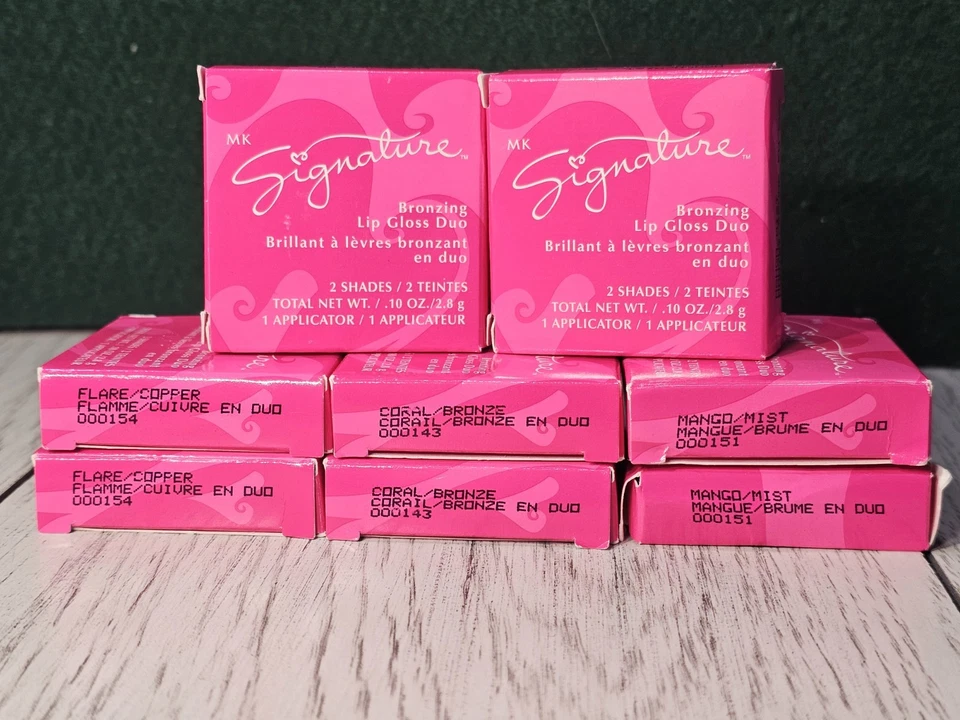 MK
Signature™
Bronzing
Lip Gloss Duo
Brillant à lèvres bronzant
en duo
2 SHADES / 2 TEINTES
TOTAL NET WT. / .10 OZ./2.8 g
1 APPLICATOR / 1 APPLICATEUR
MK
Signature™
Bronzing
Lip Gloss Duo
Brillant à lèvres bronzant
en duo
2 SHADES / 2 TEINTES
TOTAL NET WT. / .10 OZ./2.8 g
1 APPLICATOR / 1 APPLICATEUR
FLARE/COPPER
FLAMME/CUIVRE EN DUO
000154
CORAL/BRONZE
CORAIL/BRONZE EN DUO
000143
MANGO/MIST
MANGUE/BRUME EN DUO
000151
FLARE/COPPER
FLAMME/CUIVRE EN DUO
000154
CORAL/BRONZE
CORAIL/BRONZE EN DUO
000143
MANGO/MIST
MANGUE/BRUME EN DUO
000151